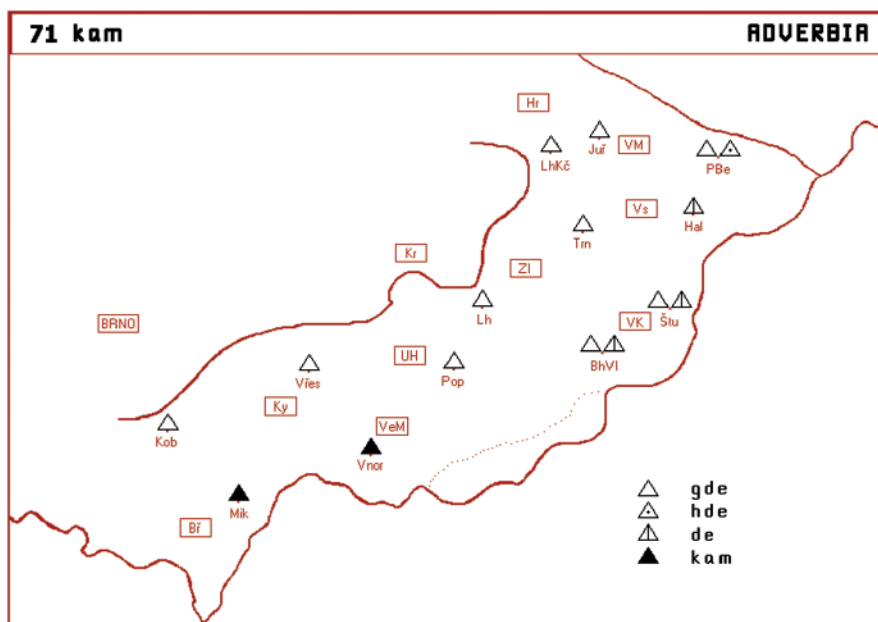 71 kam ADVERBIA
Hr
LhKč Juř VM PBe
Vs Hal
Trn
Kr Zl
BRNO Lh VK Štu
UH BhVl
Vřes Pop
Ky
Kob VeM
Vnor
Mik
Bř
gde
hde
de
kam